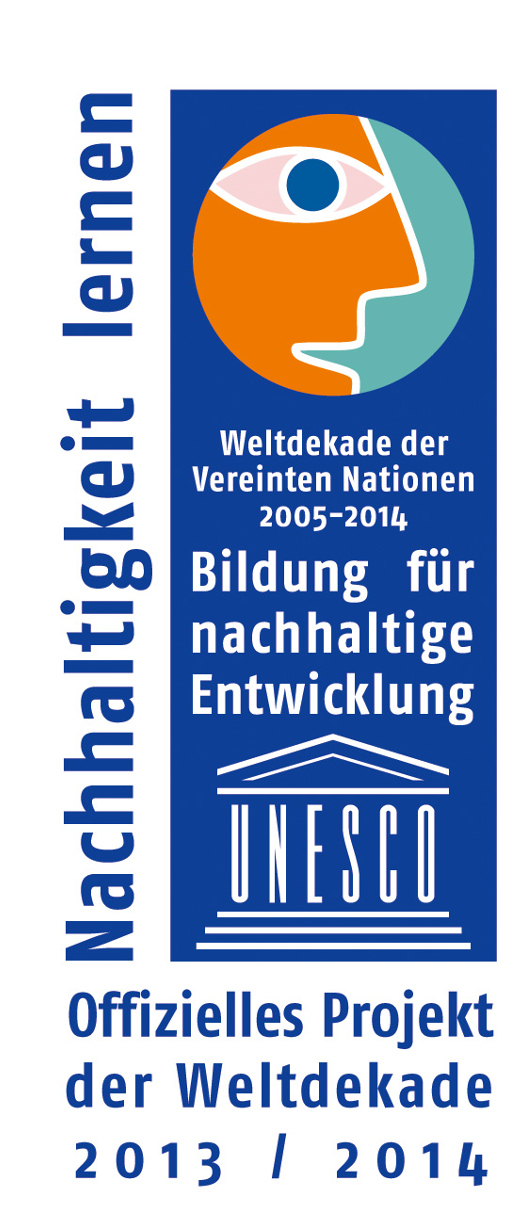 Nachhaltigkeit lernen
Weltdekade der
Vereinten Nationen
2005-2014
Bildung für
nachhaltige
Entwicklung
UNESCO
Offizielles Projekt
der Weltdekade
2013 / 2014